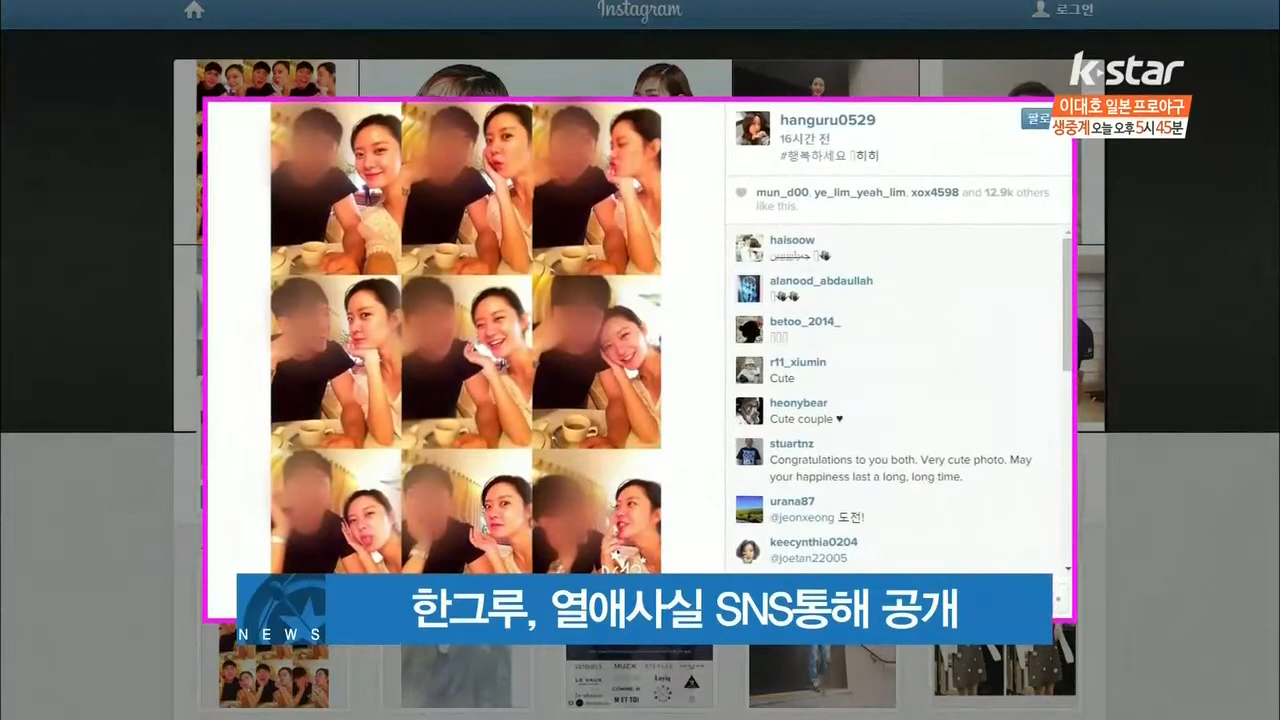 Instagram
로그인
k·star
이대호 일본 프로야구
생중계 오늘 오후 5시 45분
hanguru0529
팔로
16시간 전
#행복하세요 히히
mun_d00, ye_lim_yeah_lim, xox4598 and 12.9k others
like this.
haisoow
alanood_abdaullah
betoo_2014_
r11_xiumin
Cute
heonybear
Cute couple ♥
stuartnz
Congratulations to you both. Very cute photo. May
your happiness last a long, long time.
urana87
@jeonxeong 도전!
keecynthia0204
@joetan22005
한그루, 열애사실 SNS통해 공개
NEWS